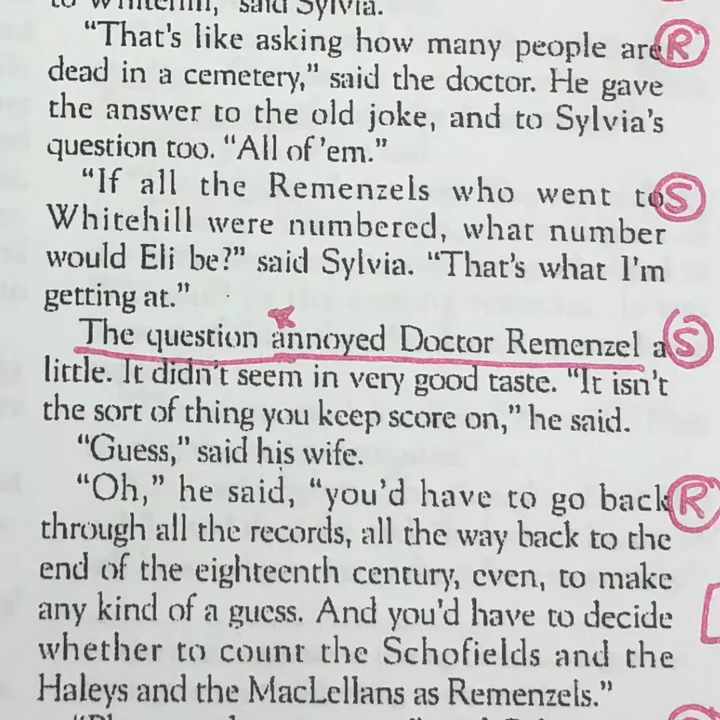 to Whitehill," said Sylvia.
"That's like asking how many people are R
dead in a cemetery," said the doctor. He gave
the answer to the old joke, and to Sylvia's
question too. "All of 'em."
"If all the Remenzels who went to S
Whitehill were numbered, what number
would Eli be?" said Sylvia. "That's what I'm
getting at."
The question annoyed Doctor Remenzel a S
little. It didn't seem in very good taste. "It isn't
the sort of thing you keep score on," he said.
"Guess," said his wife.
"Oh," he said, "you'd have to go back R
through all the records, all the way back to the
end of the eighteenth century, even, to make
any kind of a guess. And you'd have to decide
whether to count the Schofields and the
Haleys and the MacLellans as Remenzels."